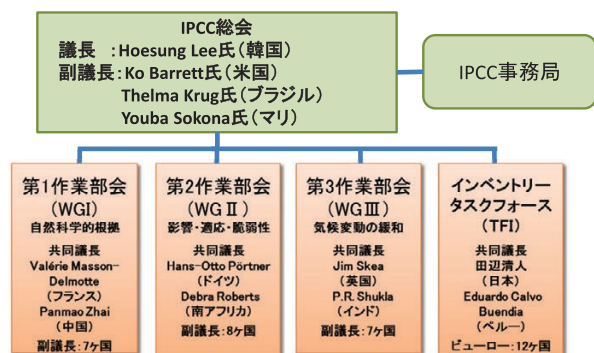 IPCC総会
議長　：Hoesung Lee氏（韓国）
副議長：Ko Barrett氏（米国）
Thelma Krug氏（ブラジル）
Youba Sokona氏（マリ）
IPCC事務局
第1作業部会
（WGI）
自然科学的根拠
共同議長
Valérie Masson-
Delmotte
（フランス）
Panmao Zhai
（中国）
副議長：7ヶ国
第2作業部会
（WGⅡ）
影響・適応・脆弱性
共同議長
Hans-Otto Pörtner
（ドイツ）
Debra Roberts
（南アフリカ）
副議長：8ヶ国
第3作業部会
（WGⅢ）
気候変動の緩和
共同議長
Jim Skea
（英国）
P.R. Shukla
（インド）
副議長：7ヶ国
インベントリー
タスクフォース
（TFI）
共同議長
田辺清人
（日本）
Eduardo Calvo
Buendia
（ペルー）
ビューロー：12ヶ国